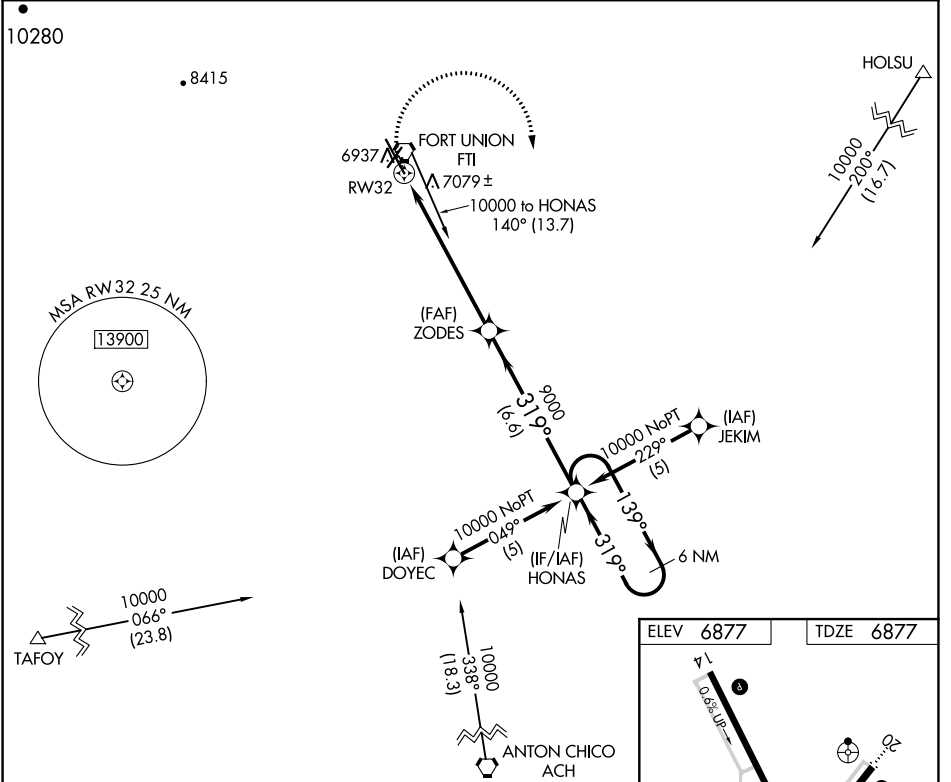 10280
8415
HOLSU
10000
200°
(16.7)
FORT UNION
FTI
6937
RW32
7079 ±
10000 to HONAS
140° (13.7)
MSA RW32 25 NM
13900
(FAF)
ZODES
9000
319°
(6.6)
10000 NoPT
229°
(5)
(IAF)
JEKIM
10000 NoPT
049°
(5)
(IAF)
DOYEC
(IF/IAF)
HONAS
139°
319°
6 NM
10000
066°
(23.8)
TAFOY
10000
338°
(18.3)
ANTON CHICO
ACH
ELEV 6877
TDZE 6877
14
P
0.6% UP
20